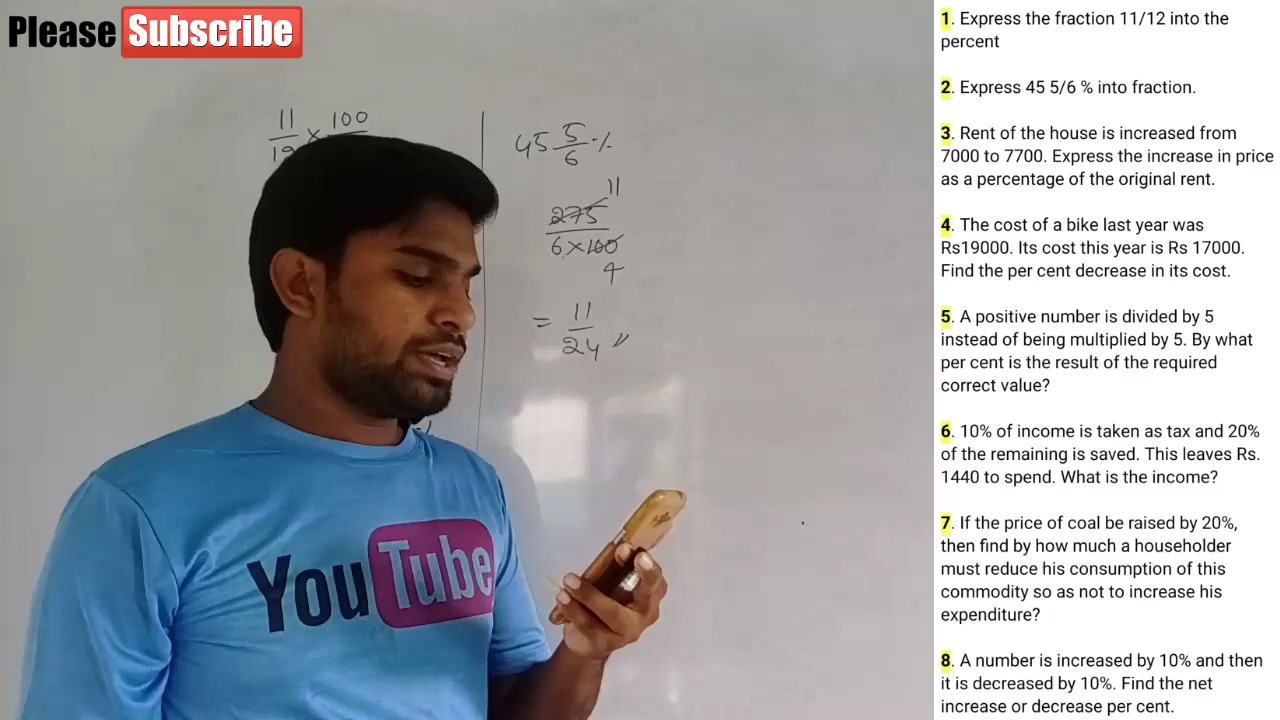 Please Subscribe
11 100
— × —
45 5/6 %
11
275
6×100
4
= 11/24 //
YouTube
1. Express the fraction 11/12 into the
percent
2. Express 45 5/6 % into fraction.
3. Rent of the house is increased from
7000 to 7700. Express the increase in price
as a percentage of the original rent.
4. The cost of a bike last year was
Rs19000. Its cost this year is Rs 17000.
Find the per cent decrease in its cost.
5. A positive number is divided by 5
instead of being multiplied by 5. By what
per cent is the result of the required
correct value?
6. 10% of income is taken as tax and 20%
of the remaining is saved. This leaves Rs.
1440 to spend. What is the income?
7. If the price of coal be raised by 20%,
then find by how much a householder
must reduce his consumption of this
commodity so as not to increase his
expenditure?
8. A number is increased by 10% and then
it is decreased by 10%. Find the net
increase or decrease per cent.